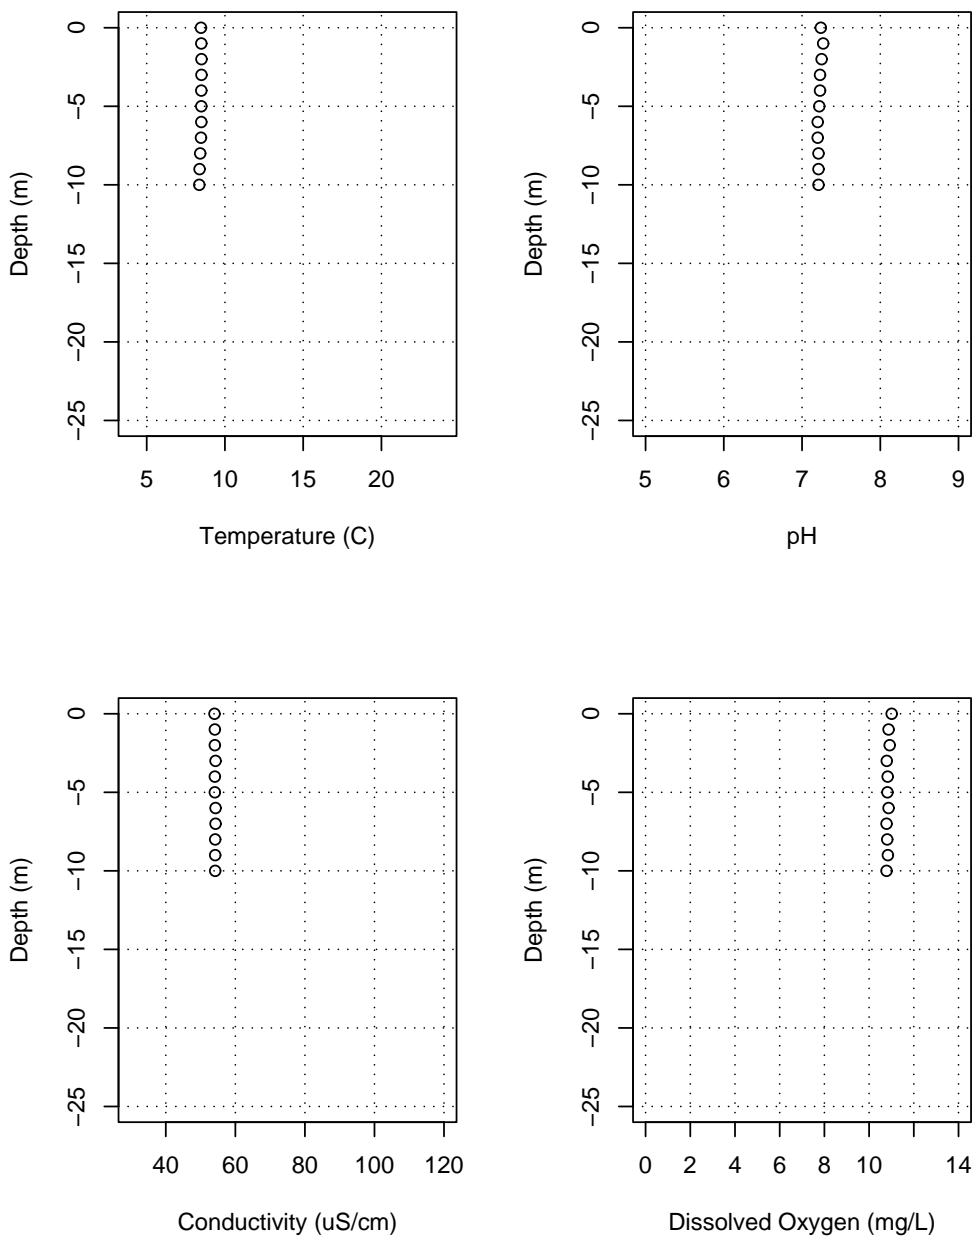 0
−5
−10
−15
−20
−25
Depth (m)
5 10 15 20
Temperature (C)
0
−5
−10
−15
−20
−25
Depth (m)
5 6 7 8 9
pH
0
−5
−10
−15
−20
−25
Depth (m)
40 60 80 100 120
Conductivity (uS/cm)
0
−5
−10
−15
−20
−25
Depth (m)
0 2 4 6 8 10 14
Dissolved Oxygen (mg/L)